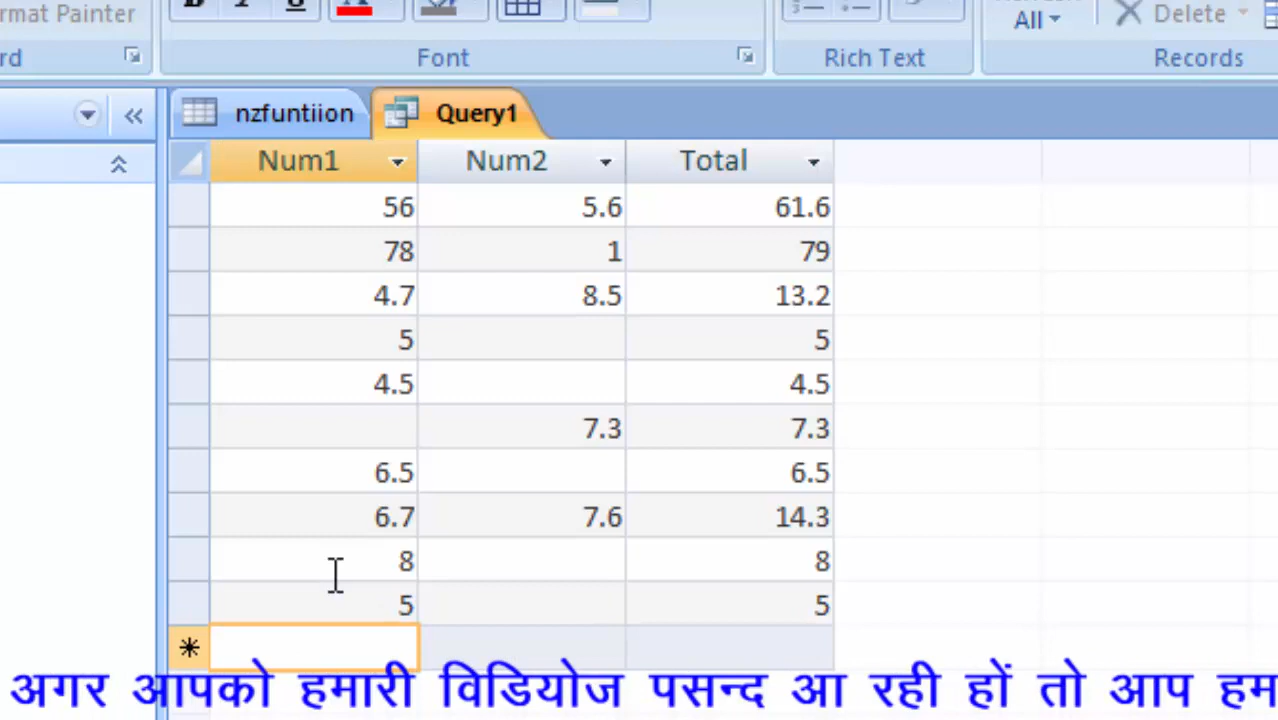 rmat Painter
All
Delete
rd
Font
Rich Text
Records
nzfuntiion
Query1
Num1 Num2 Total
56 5.6 61.6
78 1 79
4.7 8.5 13.2
5 5
4.5 4.5
7.3 7.3
6.5 6.5
6.7 7.6 14.3
8 8
5 5
अगर आपको हमारी विडियोज पसन्द आ रही हों तो आप हम